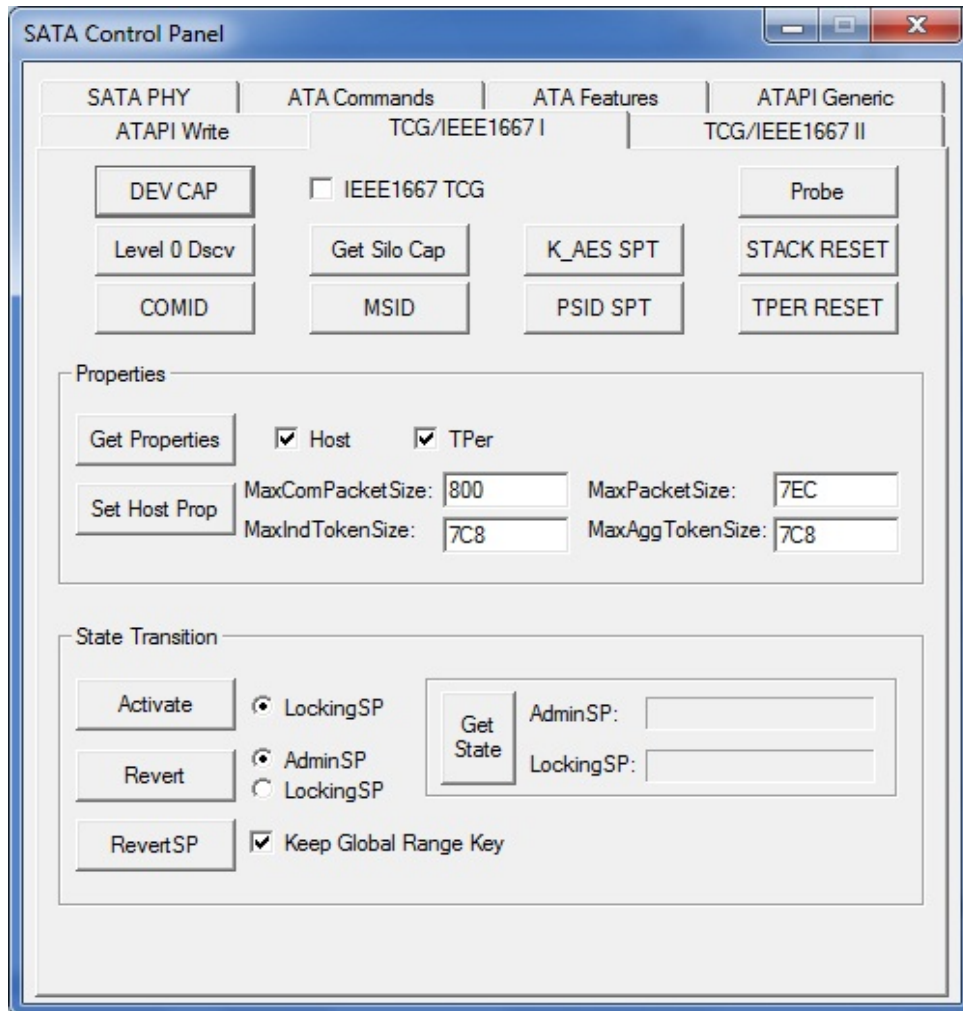 SATA Control Panel
SATA PHY ATA Commands ATA Features ATAPI Generic
ATAPI Write TCG/IEEE1667 I TCG/IEEE1667 II
DEV CAP IEEE1667 TCG Probe
Level 0 Dscv Get Silo Cap K_AES SPT STACK RESET
COMID MSID PSID SPT TPER RESET
Properties
Get Properties Host TPer
Set Host Prop MaxComPacketSize: 800 MaxPacketSize: 7EC
MaxIndTokenSize: 7C8 MaxAggTokenSize: 7C8
State Transition
Activate LockingSP Get State AdminSP:
Revert AdminSP LockingSP:
LockingSP
RevertSP Keep Global Range Key